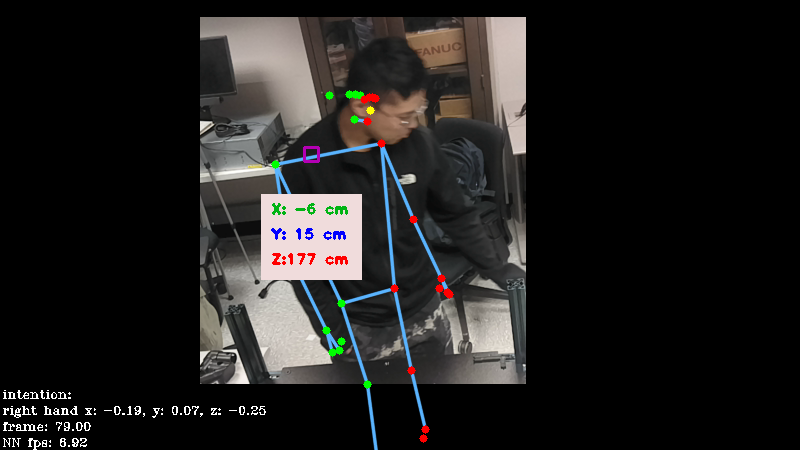 FANUC
X: -6 cm
Y: 15 cm
Z:177 cm
intention:
right hand x: -0.19, y: 0.07, z: -0.25
frame: 79.00
NN fps: 6.92